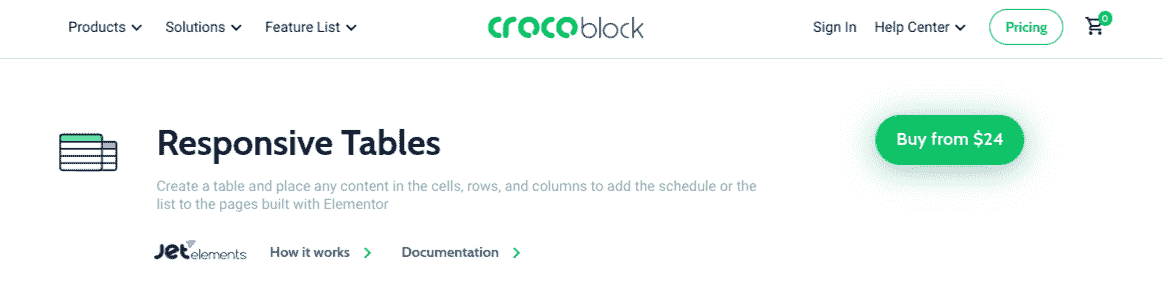 Products Solutions Feature List crocoblock Sign In Help Center Pricing 0
Responsive Tables
Buy from $24
Create a table and place any content in the cells, rows, and columns to add the schedule or the
list to the pages built with Elementor
Jet elements How it works Documentation